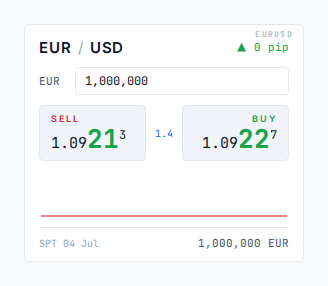 EURUSD
EUR / USD
▲ 0 pip
EUR 1,000,000
SELL
1.09213
1.4
BUY
1.09227
SPT 04 Jul
1,000,000 EUR